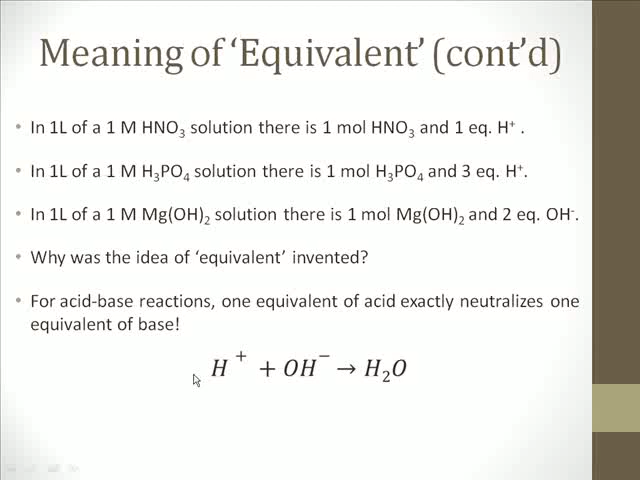 Meaning of ‘Equivalent’ (cont’d)
• In 1L of a 1 M HNO₃ solution there is 1 mol HNO₃ and 1 eq. H⁺ .
• In 1L of a 1 M H₃PO₄ solution there is 1 mol H₃PO₄ and 3 eq. H⁺.
• In 1L of a 1 M Mg(OH)₂ solution there is 1 mol Mg(OH)₂ and 2 eq. OH⁻.
• Why was the idea of ‘equivalent’ invented?
• For acid-base reactions, one equivalent of acid exactly neutralizes one
equivalent of base!
H⁺ + OH⁻ → H₂O